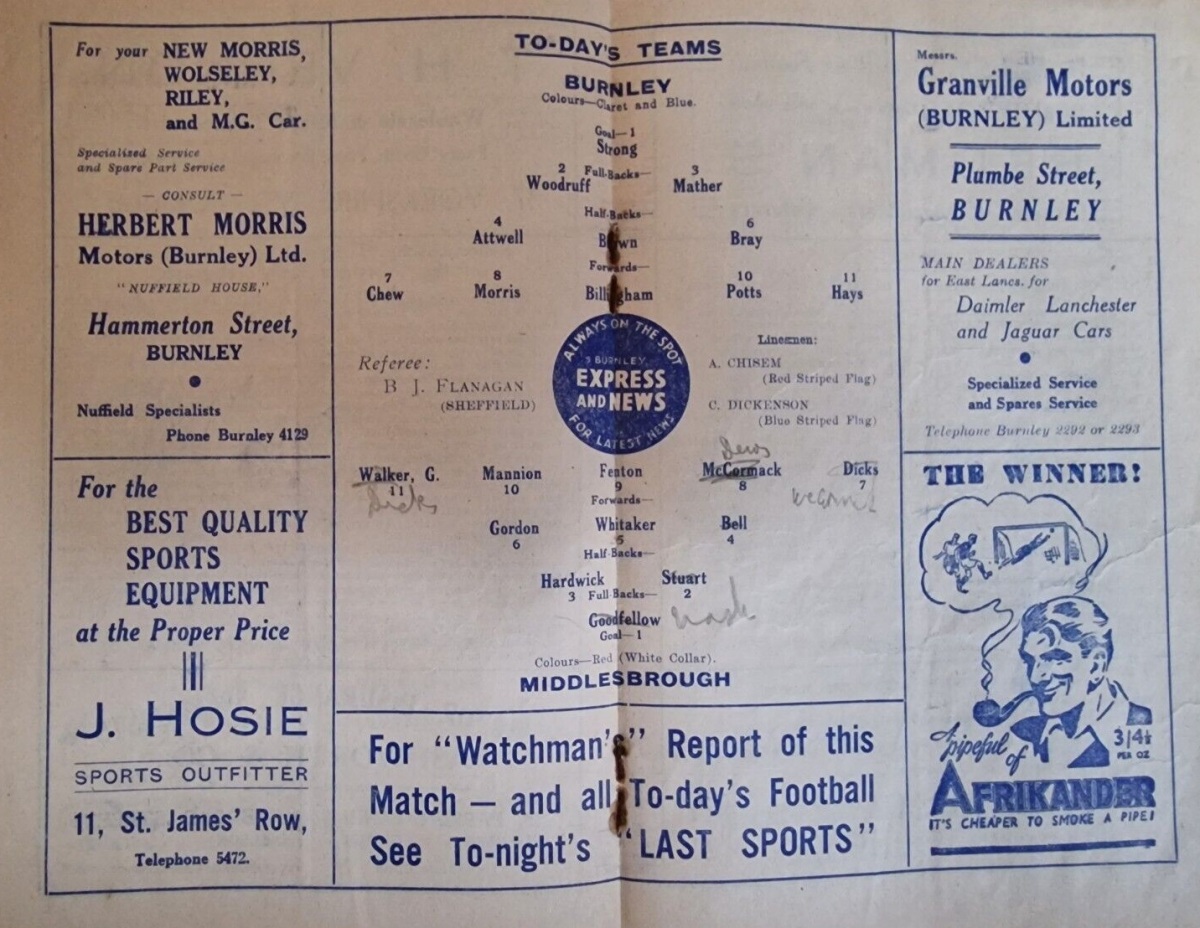 For your NEW MORRIS,
WOLSELEY,
RILEY,
and M.G. Car.
Specialized Service
and Spare Part Service
— CONSULT —
HERBERT MORRIS
Motors (Burnley) Ltd.
"NUFFIELD HOUSE,"
Hammerton Street,
BURNLEY
Nuffield Specialists
Phone Burnley 4129
For the
BEST QUALITY
SPORTS
EQUIPMENT
at the Proper Price
J. HOSIE
SPORTS OUTFITTER
11, St. James' Row,
Telephone 5472.
TO-DAY'S TEAMS
BURNLEY
Colours—Claret and Blue.
Goal—1
Strong
2 Full-Backs— 3
Woodruff Mather
Half-Backs—
4 6
Attwell Brown Bray
Forwards—
7 8 10 11
Chew Morris Billingham Potts Hays
Referee:
B J. FLANAGAN
(SHEFFIELD)
ALWAYS ON THE SPOT
BURNLEY
EXPRESS
AND NEWS
FOR LATEST NEWS
Linesmen:
A. CHISEM
(Red Striped Flag)
C. DICKENSON
(Blue Striped Flag)
Walker, G. Mannion Fenton McCormack Dicks
11 10 9 8 7
Dicks
Forwards—
Gordon Whitaker Bell
6 5 4
Half-Backs—
Hardwick Stuart
3 Full-Backs— 2
Goodfellow
Goal—1
Colours—Red (White Collar).
MIDDLESBROUGH
For "Watchman's" Report of this
Match — and all To-day's Football
See To-night's "LAST SPORTS"
Messrs.
Granville Motors
(BURNLEY) Limited
Plumbe Street,
BURNLEY
MAIN DEALERS
for East Lancs. for
Daimler Lanchester
and Jaguar Cars
Specialized Service
and Spares Service
Telephone Burnley 2292 or 2293
THE WINNER!
A pipeful of
3/4½
PER OZ
AFRIKANDER
IT'S CHEAPER TO SMOKE A PIPE!